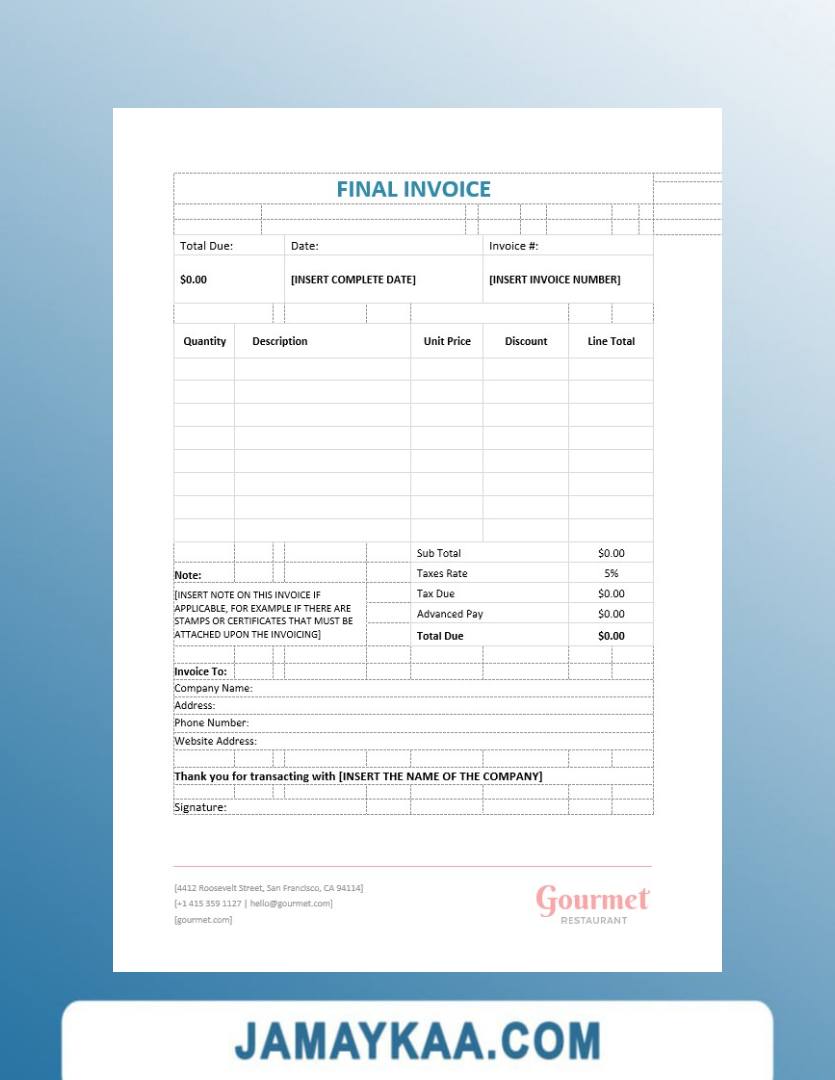 FINAL INVOICE
Total Due: Date: Invoice #:
$0.00 [INSERT COMPLETE DATE] [INSERT INVOICE NUMBER]
Quantity Description Unit Price Discount Line Total
Sub Total $0.00
Note: Taxes Rate 5%
[INSERT NOTE ON THIS INVOICE IF
APPLICABLE, FOR EXAMPLE IF THERE ARE
STAMPS OR CERTIFICATES THAT MUST BE
ATTACHED UPON THE INVOICING]
Tax Due $0.00
Advanced Pay $0.00
Total Due $0.00
Invoice To:
Company Name:
Address:
Phone Number:
Website Address:
Thank you for transacting with [INSERT THE NAME OF THE COMPANY]
Signature:
[4412 Roosevelt Street, San Francisco, CA 94114]
[+1 415 359 1127 | hello@gourmet.com]
[gourmet.com]
Gourmet
RESTAURANT
JAMAYKAA.COM